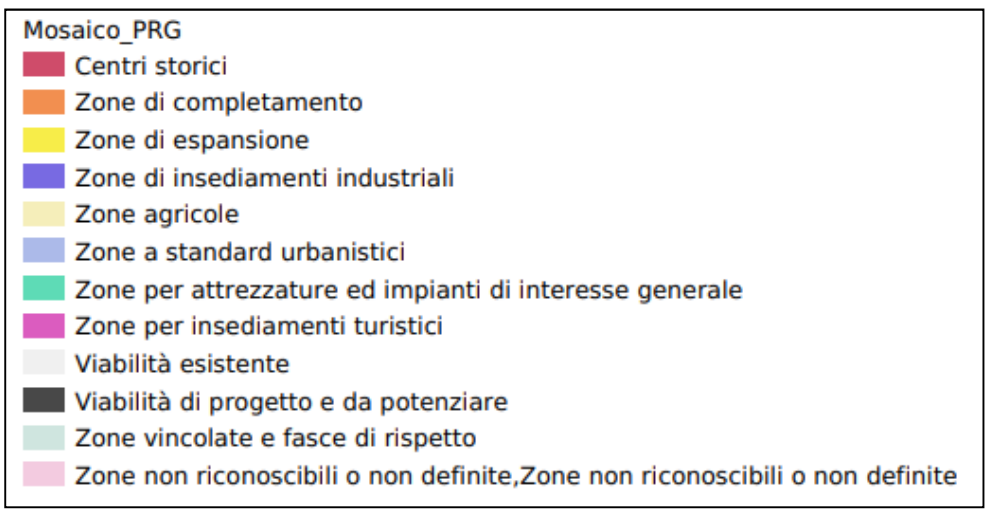 Mosaico_PRG
Centri storici
Zone di completamento
Zone di espansione
Zone di insediamenti industriali
Zone agricole
Zone a standard urbanistici
Zone per attrezzature ed impianti di interesse generale
Zone per insediamenti turistici
Viabilità esistente
Viabilità di progetto e da potenziare
Zone vincolate e fasce di rispetto
Zone non riconoscibili o non definite,Zone non riconoscibili o non definite